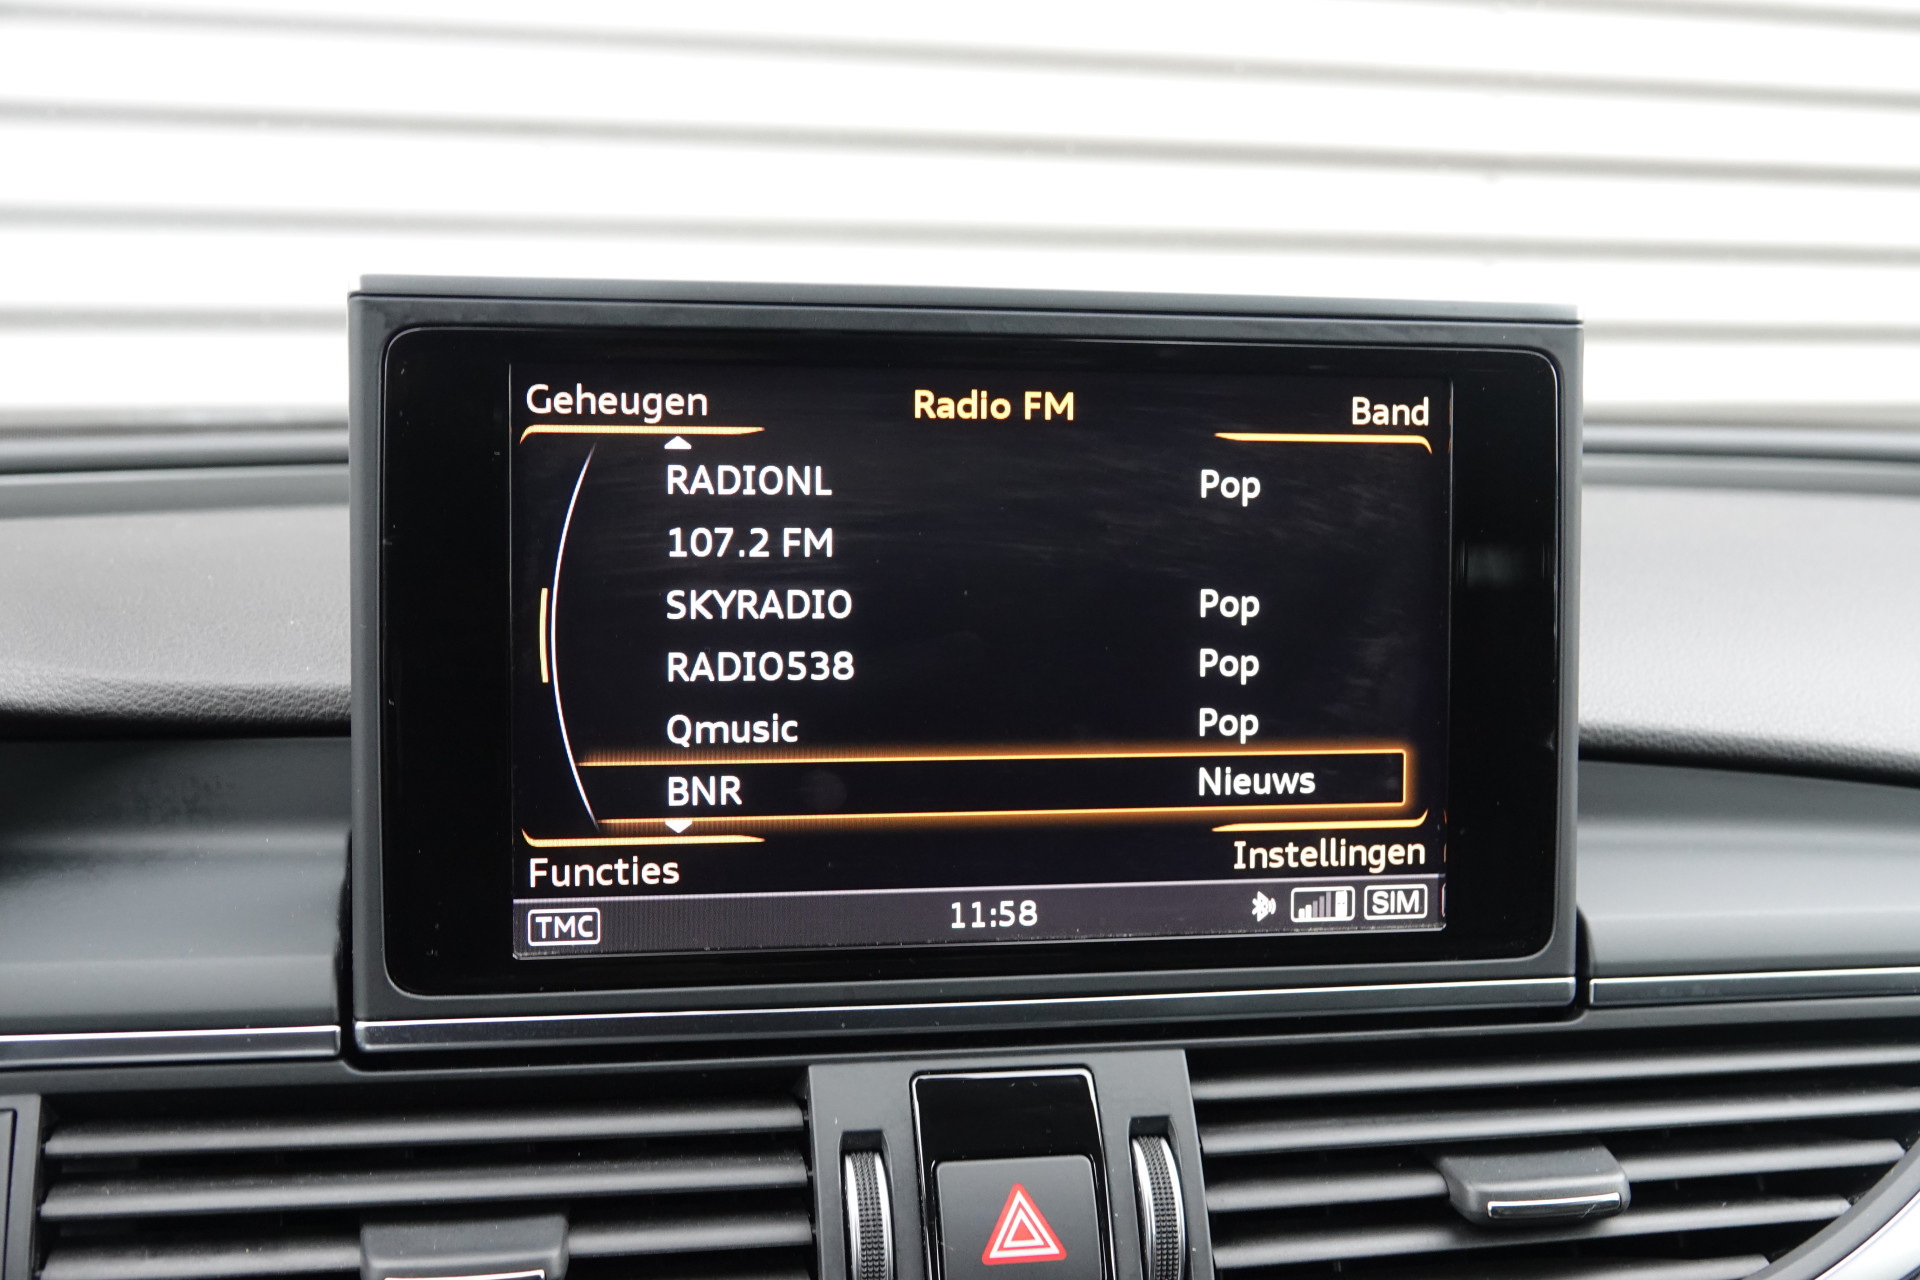 Geheugen Radio FM Band
RADIONL Pop
107.2 FM
SKYRADIO Pop
RADIO538 Pop
Qmusic Pop
BNR Nieuws
Functies Instellingen
TMC 11:58 SIM